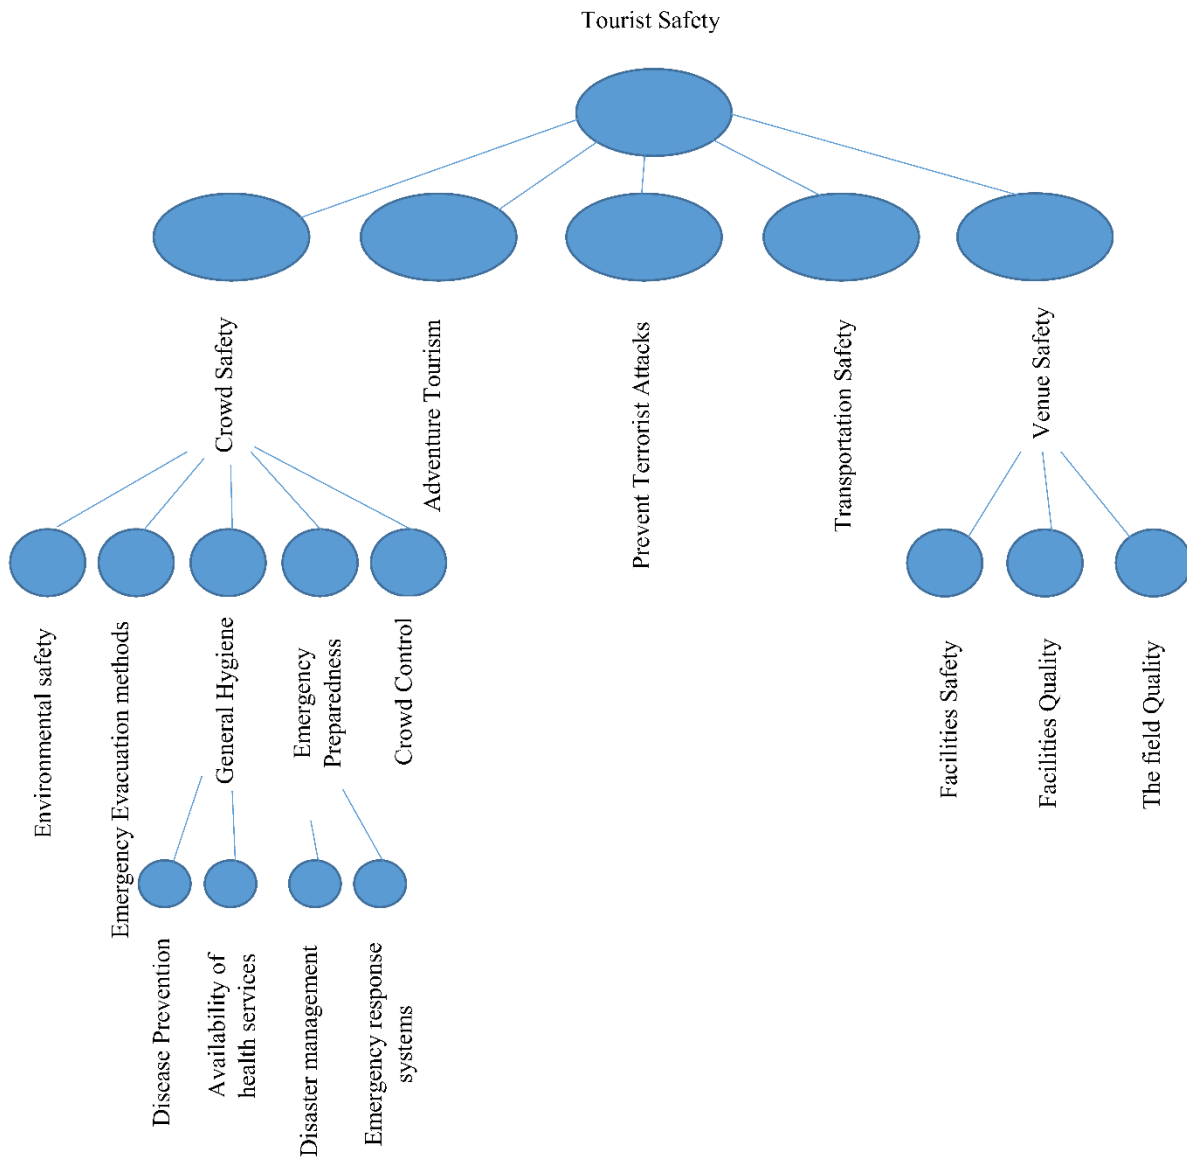 Tourist Safety
Crowd Safety
Adventure Tourism
Prevent Terrorist Attacks
Transportation Safety
Venue Safety
Environmental safety
Emergency Evacuation methods
General Hygiene
Emergency
Preparedness
Crowd Control
Facilities Safety
Facilities Quality
The field Quality
Disease Prevention
Availability of
health services
Disaster management
Emergency response
systems